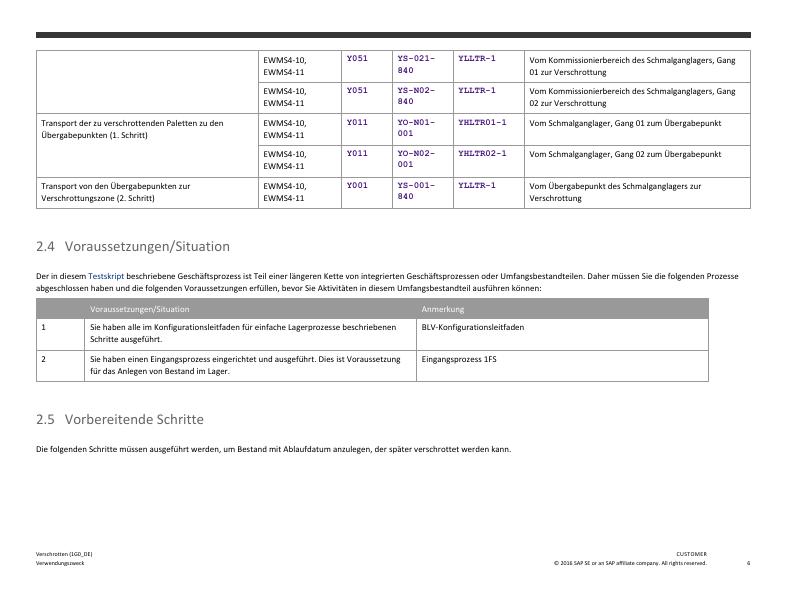 EWMS4-10, Y051 YS-021- YLLTR-1 Vom Kommissionierbereich des Schmalganglagers, Gang
EWMS4-11 840 01 zur Verschrottung
EWMS4-10, Y051 YS-N02- YLLTR-1 Vom Kommissionierbereich des Schmalganglagers, Gang
EWMS4-11 840 02 zur Verschrottung
Transport der zu verschrottenden Paletten zu den EWMS4-10, Y011 YO-N01- YHLTR01-1 Vom Schmalganglager, Gang 01 zum Übergabepunkt
Übergabepunkten (1. Schritt) EWMS4-11 001
EWMS4-10, Y011 YO-N02- YHLTR02-1 Vom Schmalganglager, Gang 02 zum Übergabepunkt
EWMS4-11 001
Transport von den Übergabepunkten zur EWMS4-10, Y001 YS-001- YLLTR-1 Vom Übergabepunkt des Schmalganglagers zur
Verschrottungszone (2. Schritt) EWMS4-11 840 Verschrottung
2.4 Voraussetzungen/Situation
Der in diesem Testskript beschriebene Geschäftsprozess ist Teil einer längeren Kette von integrierten Geschäftsprozessen oder Umfangsbestandteilen. Daher müssen Sie die folgenden Prozesse
abgeschlossen haben und die folgenden Voraussetzungen erfüllen, bevor Sie Aktivitäten in diesem Umfangsbestandteil ausführen können:
Voraussetzungen/Situation Anmerkung
1 Sie haben alle im Konfigurationsleitfaden für einfache Lagerprozesse beschriebenen BLV-Konfigurationsleitfaden
Schritte ausgeführt.
2 Sie haben einen Eingangsprozess eingerichtet und ausgeführt. Dies ist Voraussetzung Eingangsprozess 1FS
für das Anlegen von Bestand im Lager.
2.5 Vorbereitende Schritte
Die folgenden Schritte müssen ausgeführt werden, um Bestand mit Ablaufdatum anzulegen, der später verschrottet werden kann.
Verschrotten (1G0_DE) CUSTOMER
Verwendungszweck © 2016 SAP SE or an SAP affiliate company. All rights reserved. 6